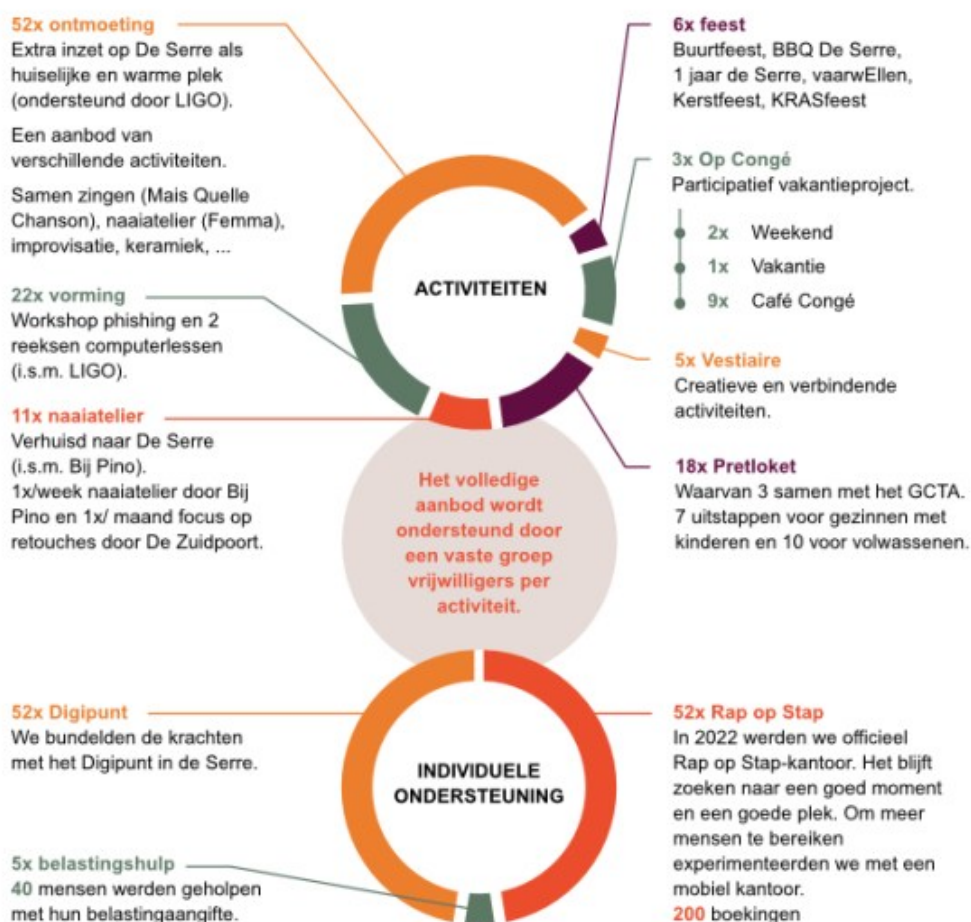 52x ontmoeting
Extra inzet op De Serre als
huiselijke en warme plek
(ondersteund door LIGO).
Een aanbod van
verschillende activiteiten.
Samen zingen (Mais Quelle
Chanson), naaiatelier (Femma),
improvisatie, keramiek, ...
22x vorming
Workshop phishing en 2
reeksen computerlessen
(i.s.m. LIGO).
11x naaiatelier
Verhuisd naar De Serre
(i.s.m. Bij Pino).
1x/week naaiatelier door Bij
Pino en 1x/ maand focus op
retouches door De Zuidpoort.
ACTIVITEITEN
6x feest
Buurtfeest, BBQ De Serre,
1 jaar de Serre, vaarwEllen,
Kerstfeest, KRASfeest
3x Op Congé
Participatief vakantieproject.
2x Weekend
1x Vakantie
9x Café Congé
5x Vestiaire
Creatieve en verbindende
activiteiten.
18x Pretloket
Waarvan 3 samen met het GCTA.
7 uitstappen voor gezinnen met
kinderen en 10 voor volwassenen.
Het volledige
aanbod wordt
ondersteund door
een vaste groep
vrijwilligers per
activiteit.
52x Digipunt
We bundelden de krachten
met het Digipunt in de Serre.
5x belastingshulp
40 mensen werden geholpen
met hun belastingaangifte.
INDIVIDUELE
ONDERSTEUNING
52x Rap op Stap
In 2022 werden we officieel
Rap op Stap-kantoor. Het blijft
zoeken naar een goed moment
en een goede plek. Om meer
mensen te bereiken
experimenteerden we met een
mobiel kantoor.
200 boekingen